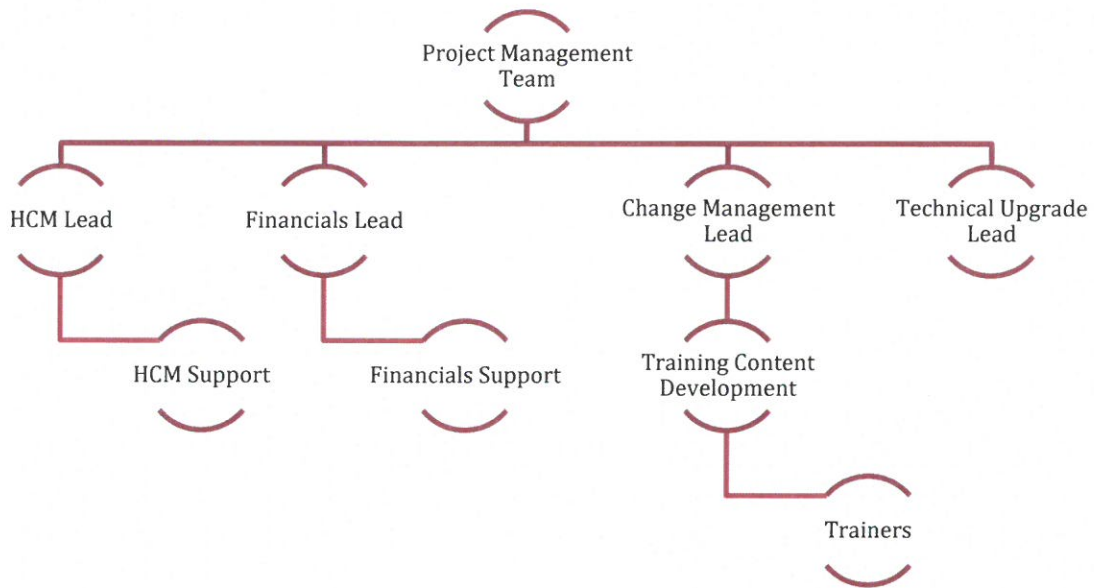 Project Management
Team
HCM Lead
Financials Lead
Change Management
Lead
Technical Upgrade
Lead
HCM Support
Financials Support
Training Content
Development
Trainers